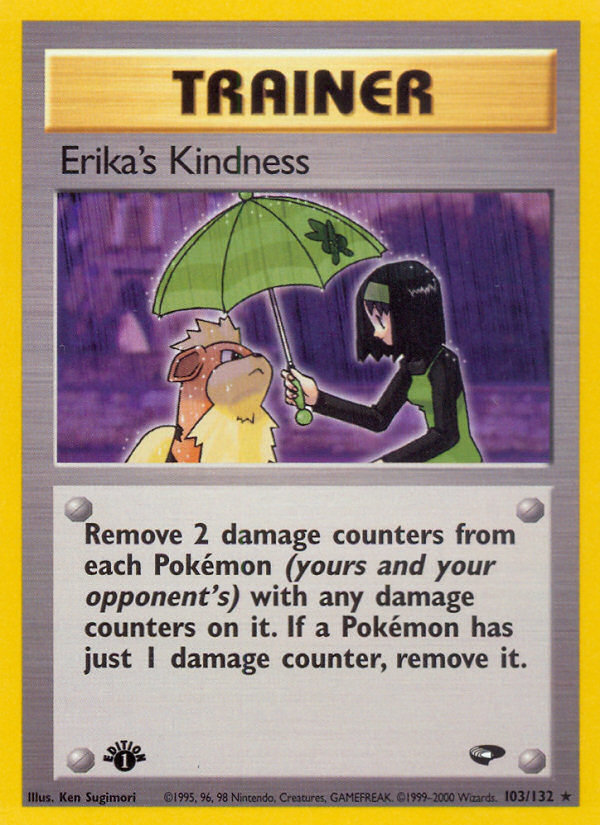 TRAINER
Erika's Kindness
Remove 2 damage counters from
each Pokémon (yours and your
opponent's) with any damage
counters on it. If a Pokémon has
just 1 damage counter, remove it.
EDITION
1
Illus. Ken Sugimori ©1995, 96, 98 Nintendo, Creatures, GAMEFREAK. ©1999–2000 Wizards. 103/132 ★